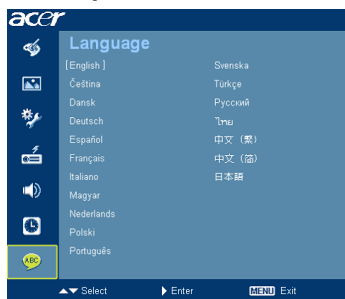 acer
Language
[English]
Čeština
Dansk
Deutsch
Español
Français
Italiano
Magyar
Nederlands
Polski
Português
Svenska
Türkçe
Русский
ไทย
中文 (繁)
中文 (简)
日本語
ABC
▲▼ Select
▶ Enter
MENU Exit